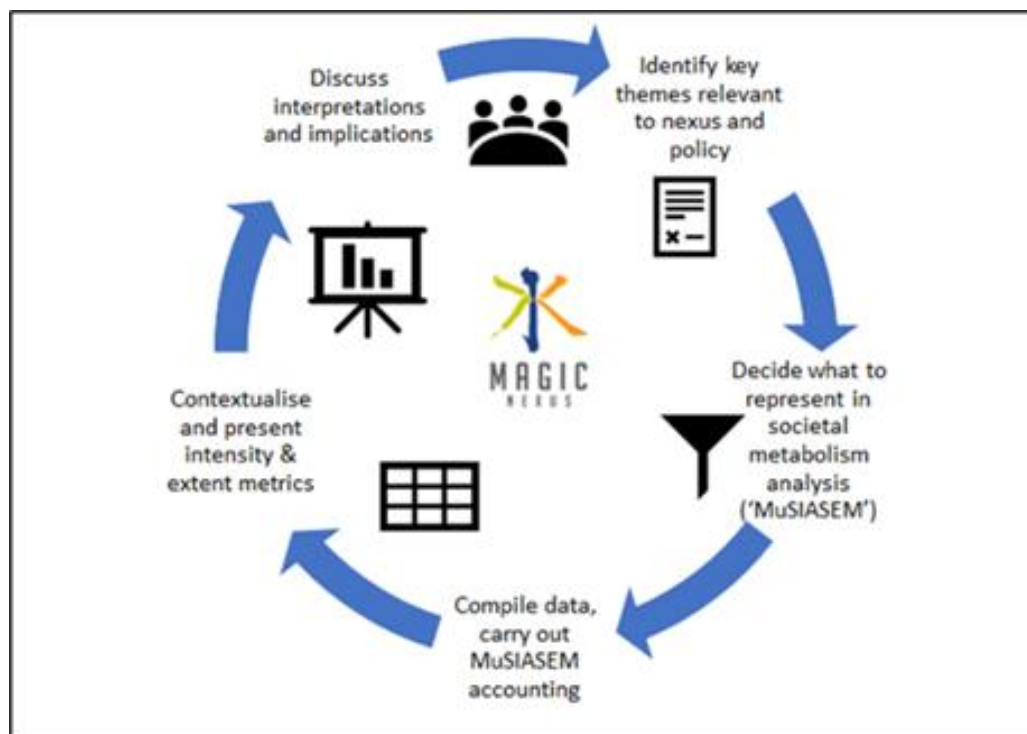 Discuss
interpretations
and implications
Identify key
themes relevant
to nexus and
policy
Decide what to
represent in
societal
metabolism
analysis
('MuSIASEM')
Compile data,
carry out
MuSIASEM
accounting
Contextualise
and present
intensity &
extent metrics
MAGIC
NEXUS